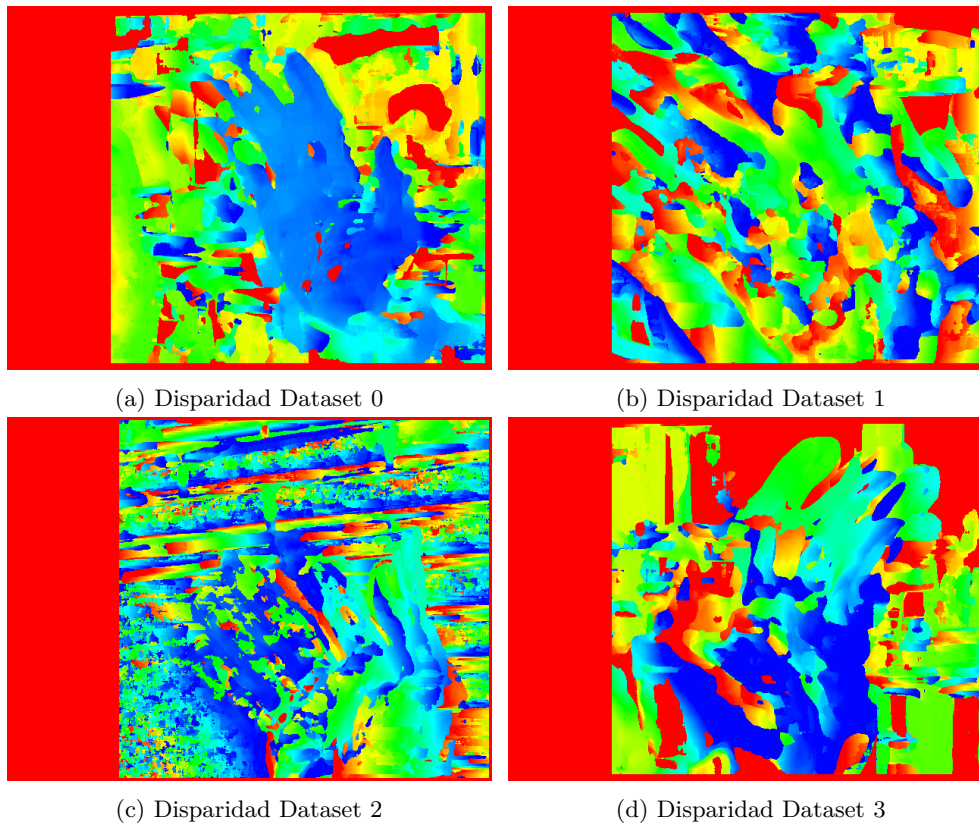 (a) Disparidad Dataset 0
(b) Disparidad Dataset 1
(c) Disparidad Dataset 2
(d) Disparidad Dataset 3